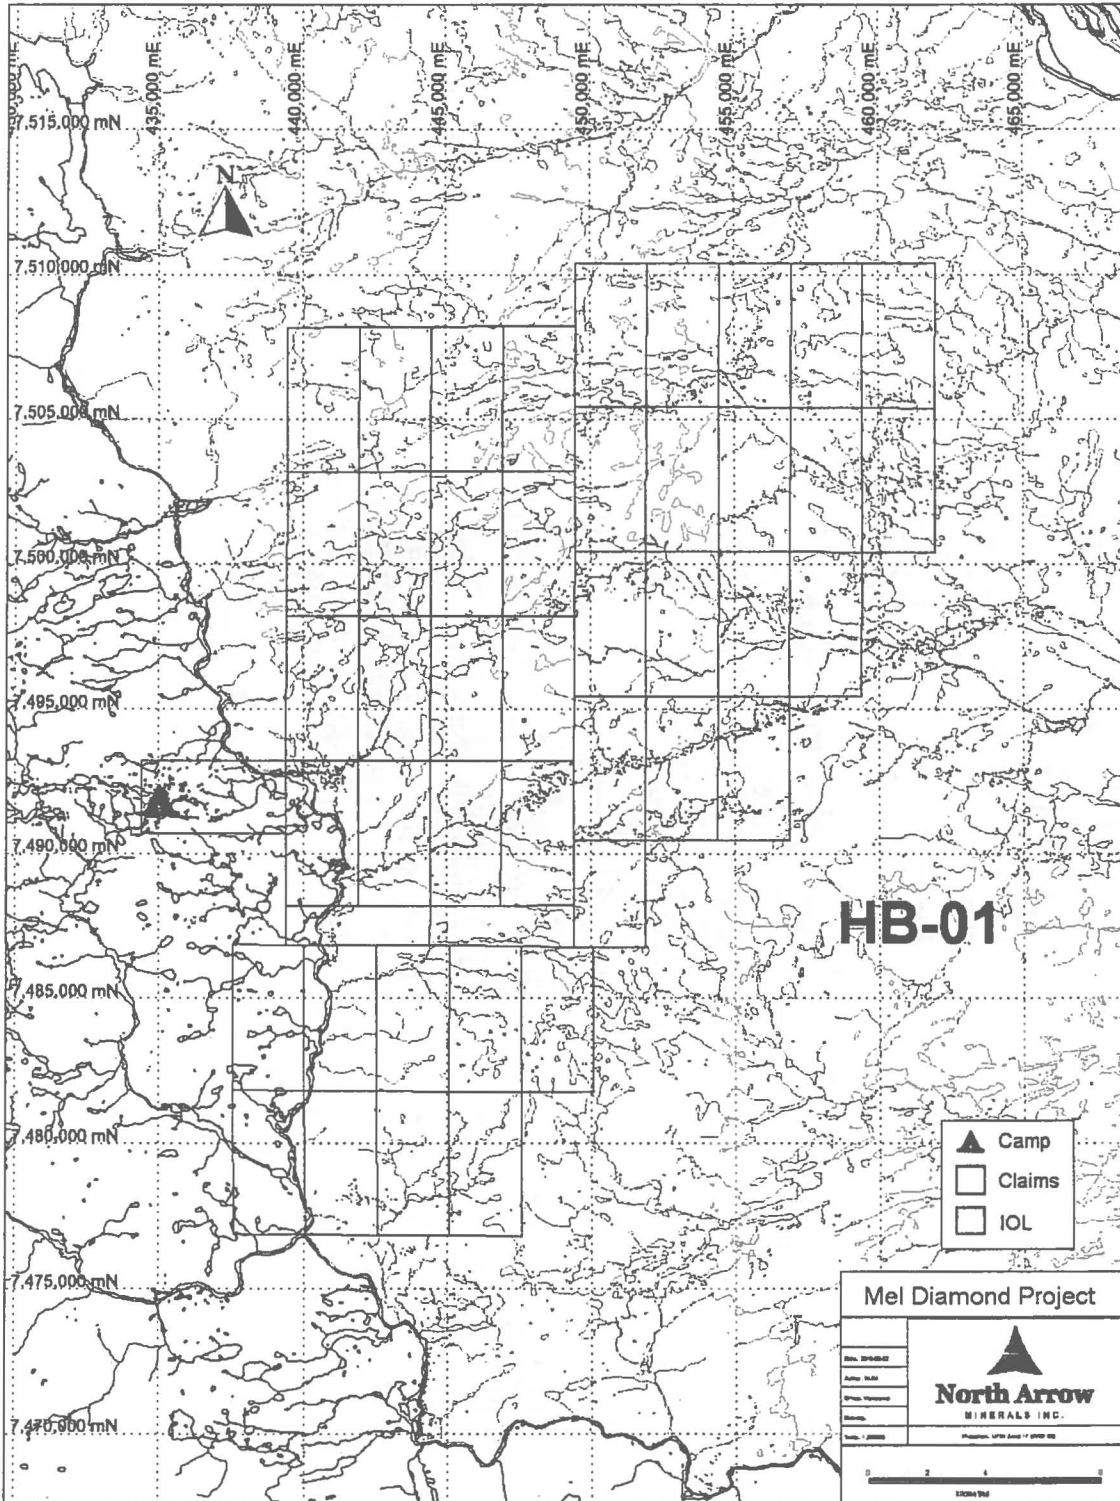 435,000 mE
440,000 mE
445,000 mE
450,000 mE
455,000 mE
460,000 mE
465,000 mE
7,515,000 mN
N
7,510,000 mN
7,505,000 mN
7,500,000 mN
7,495,000 mN
7,490,000 mN
HB-01
7,485,000 mN
7,480,000 mN
Camp
Claims
IOL
7,475,000 mN
Mel Diamond Project
North Arrow
MINERALS INC.
7,470,000 mN
0 2 4 8